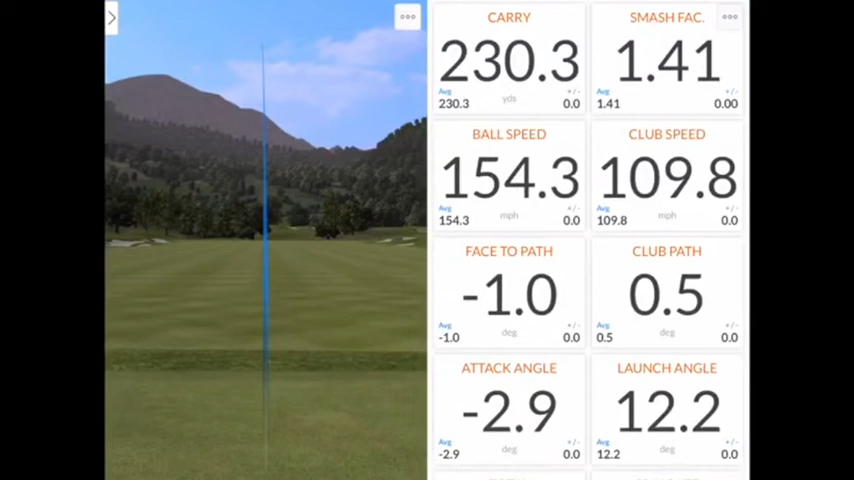 CARRY
230.3
Avg
230.3
yds
+/-
0.0
SMASH FAC.
1.41
Avg
1.41
+/-
0.00
BALL SPEED
154.3
Avg
154.3
mph
+/-
0.0
CLUB SPEED
109.8
Avg
109.8
mph
+/-
0.0
FACE TO PATH
-1.0
Avg
-1.0
deg
+/-
0.0
CLUB PATH
0.5
Avg
0.5
deg
+/-
0.0
ATTACK ANGLE
-2.9
Avg
-2.9
deg
+/-
0.0
LAUNCH ANGLE
12.2
Avg
12.2
deg
+/-
0.0